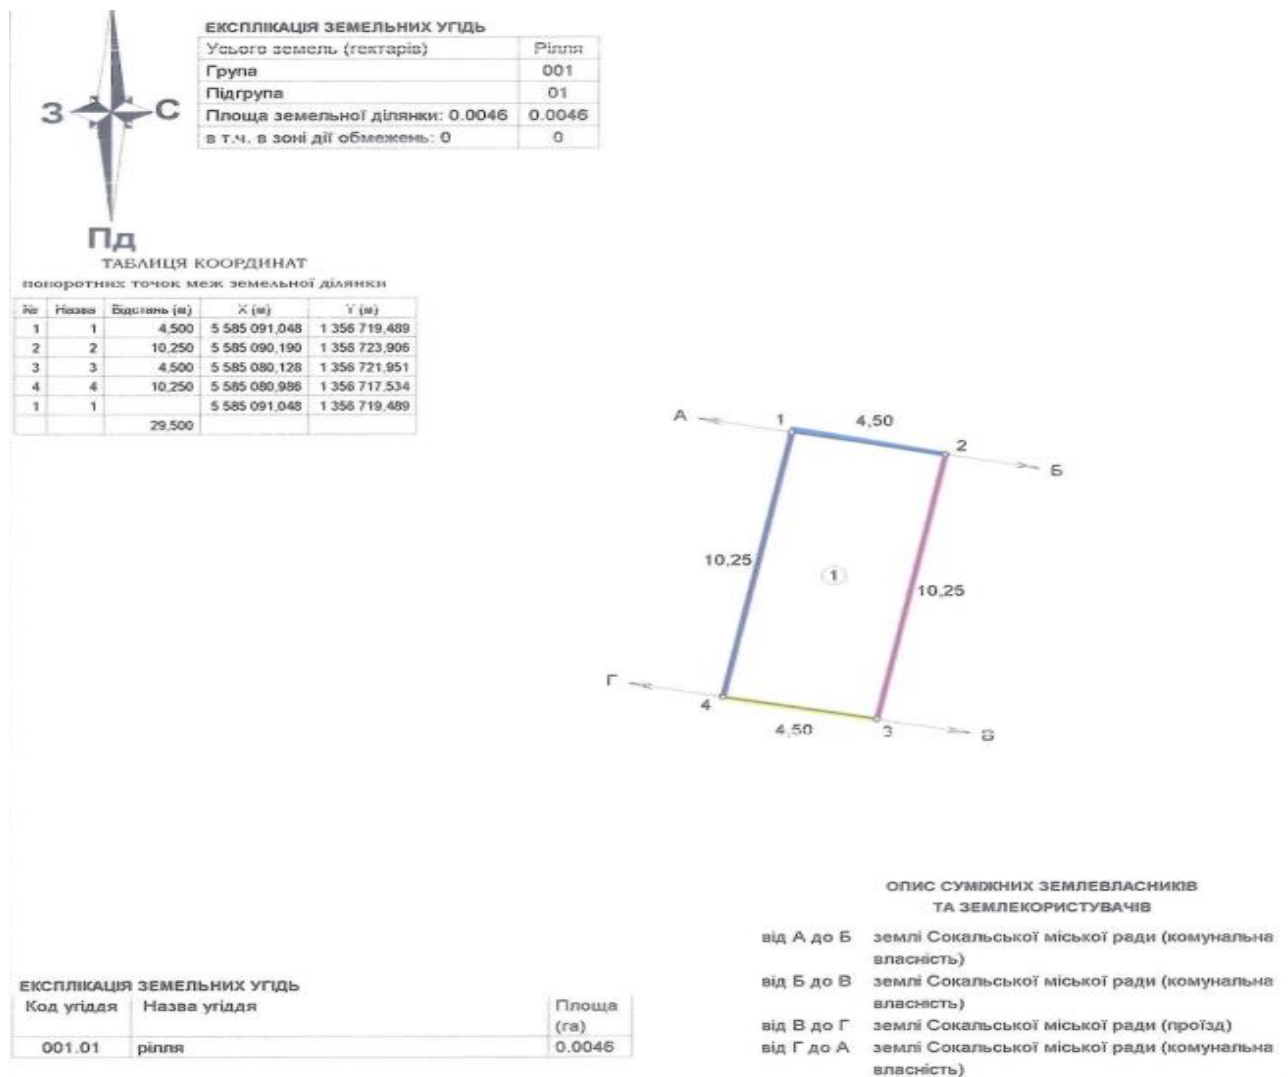 ЕКСПЛІКАЦІЯ ЗЕМЕЛЬНИХ УГІДЬ
Усього земель (гектарів) Рілля
Група 001
Підгрупа 01
Площа земельної ділянки: 0.0046 0.0046
в т.ч. в зоні дії обмежень: 0 0
З С
Пд
ТАБЛИЦЯ КООРДИНАТ
поворотних точок меж земельної ділянки
№ Назва Відстань (м) X (м) Y (м)
1 1 4,500 5 585 091,048 1 356 719,489
2 2 10,250 5 585 090,190 1 356 723,906
3 3 4,500 5 585 080,128 1 356 721,951
4 4 10,250 5 585 080,986 1 356 717,534
1 1 5 585 091,048 1 356 719,489
29,500
А 1 4,50 2 Б
10,25 1 10,25
Г 4 4,50 3 В
ОПИС СУМІЖНИХ ЗЕМЛЕВЛАСНИКІВ
ТА ЗЕМЛЕКОРИСТУВАЧІВ
від А до Б землі Сокальської міської ради (комунальна
власність)
від Б до В землі Сокальської міської ради (комунальна
власність)
від В до Г землі Сокальської міської ради (проїзд)
від Г до А землі Сокальської міської ради (комунальна
власність)
ЕКСПЛІКАЦІЯ ЗЕМЕЛЬНИХ УГІДЬ
Код угіддя Назва угіддя Площа
(га)
001.01 рілля 0.0046